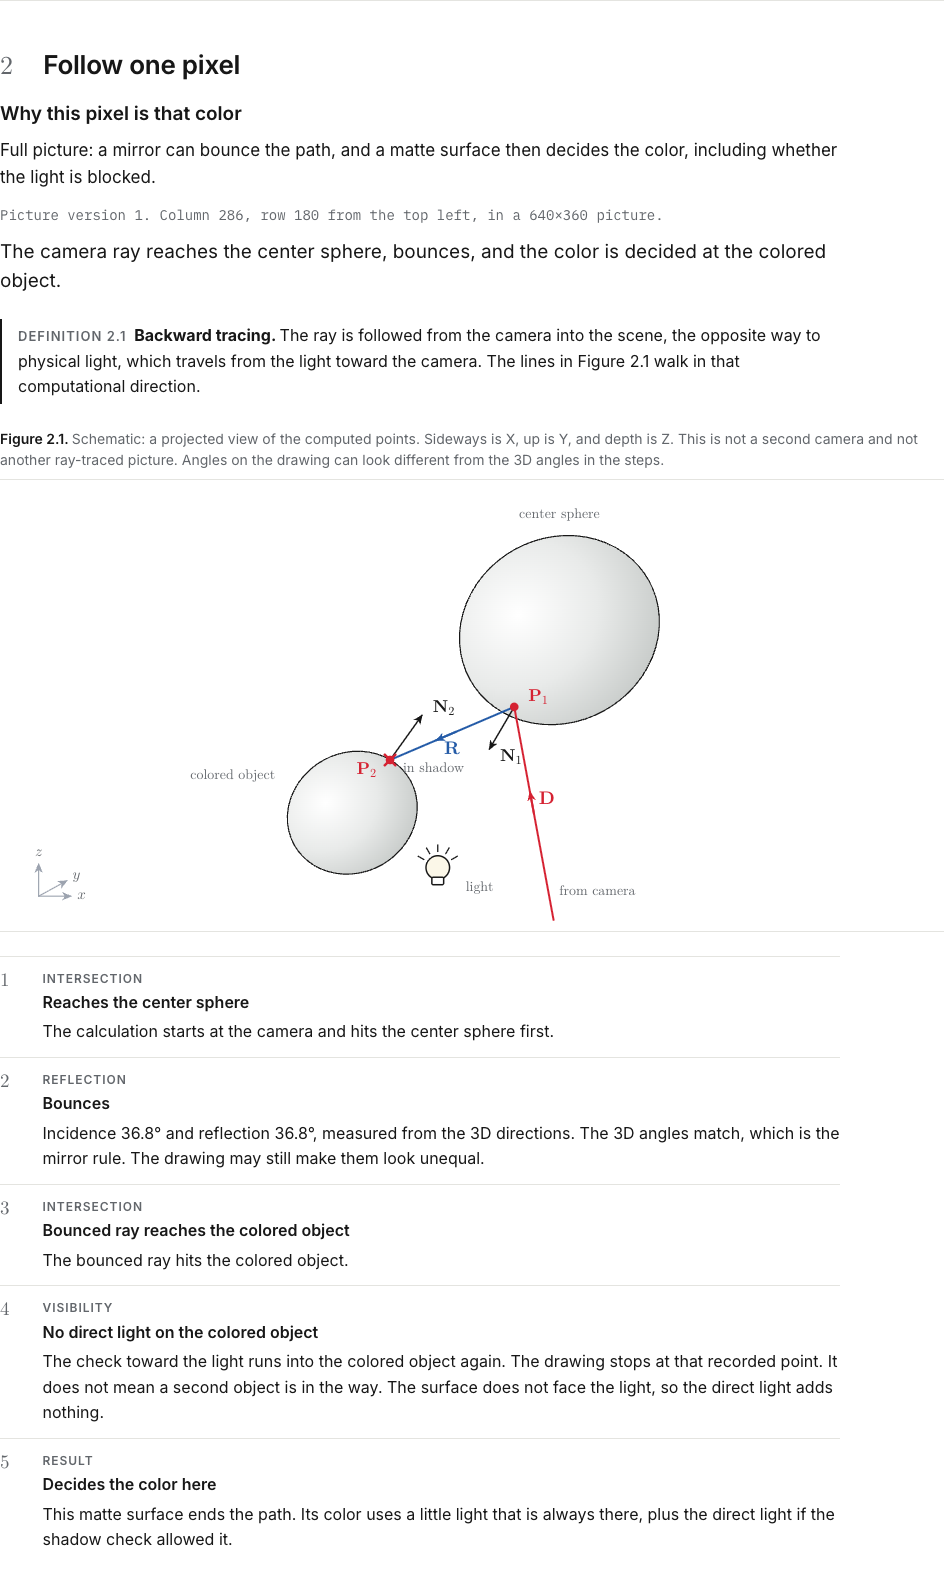 2 Follow one pixel
Why this pixel is that color
Full picture: a mirror can bounce the path, and a matte surface then decides the color, including whether
the light is blocked.
Picture version 1. Column 286, row 180 from the top left, in a 640×360 picture.
The camera ray reaches the center sphere, bounces, and the color is decided at the colored
object.
DEFINITION 2.1 Backward tracing. The ray is followed from the camera into the scene, the opposite way to
physical light, which travels from the light toward the camera. The lines in Figure 2.1 walk in that
computational direction.
Figure 2.1. Schematic: a projected view of the computed points. Sideways is X, up is Y, and depth is Z. This is not a second camera and not
another ray-traced picture. Angles on the drawing can look different from the 3D angles in the steps.
center sphere
P1
N2
R
N1
P2
in shadow
colored object
D
z
y
x
light
from camera
1 INTERSECTION
Reaches the center sphere
The calculation starts at the camera and hits the center sphere first.
2 REFLECTION
Bounces
Incidence 36.8° and reflection 36.8°, measured from the 3D directions. The 3D angles match, which is the
mirror rule. The drawing may still make them look unequal.
3 INTERSECTION
Bounced ray reaches the colored object
The bounced ray hits the colored object.
4 VISIBILITY
No direct light on the colored object
The check toward the light runs into the colored object again. The drawing stops at that recorded point. It
does not mean a second object is in the way. The surface does not face the light, so the direct light adds
nothing.
5 RESULT
Decides the color here
This matte surface ends the path. Its color uses a little light that is always there, plus the direct light if the
shadow check allowed it.